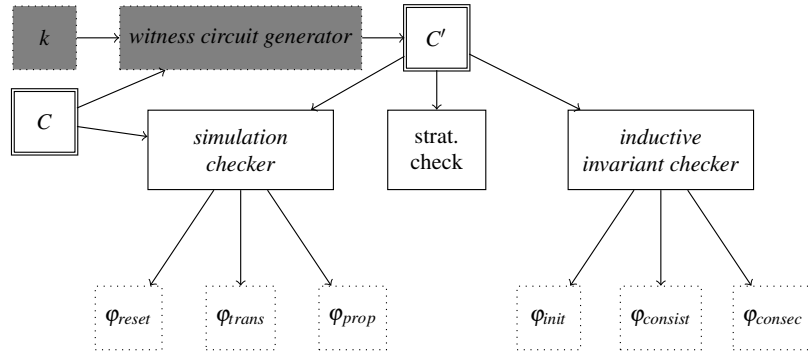 k
witness circuit generator
C′
C
simulation
checker
strat.
check
inductive
invariant checker
φreset
φtrans
φprop
φinit
φconsist
φconsec